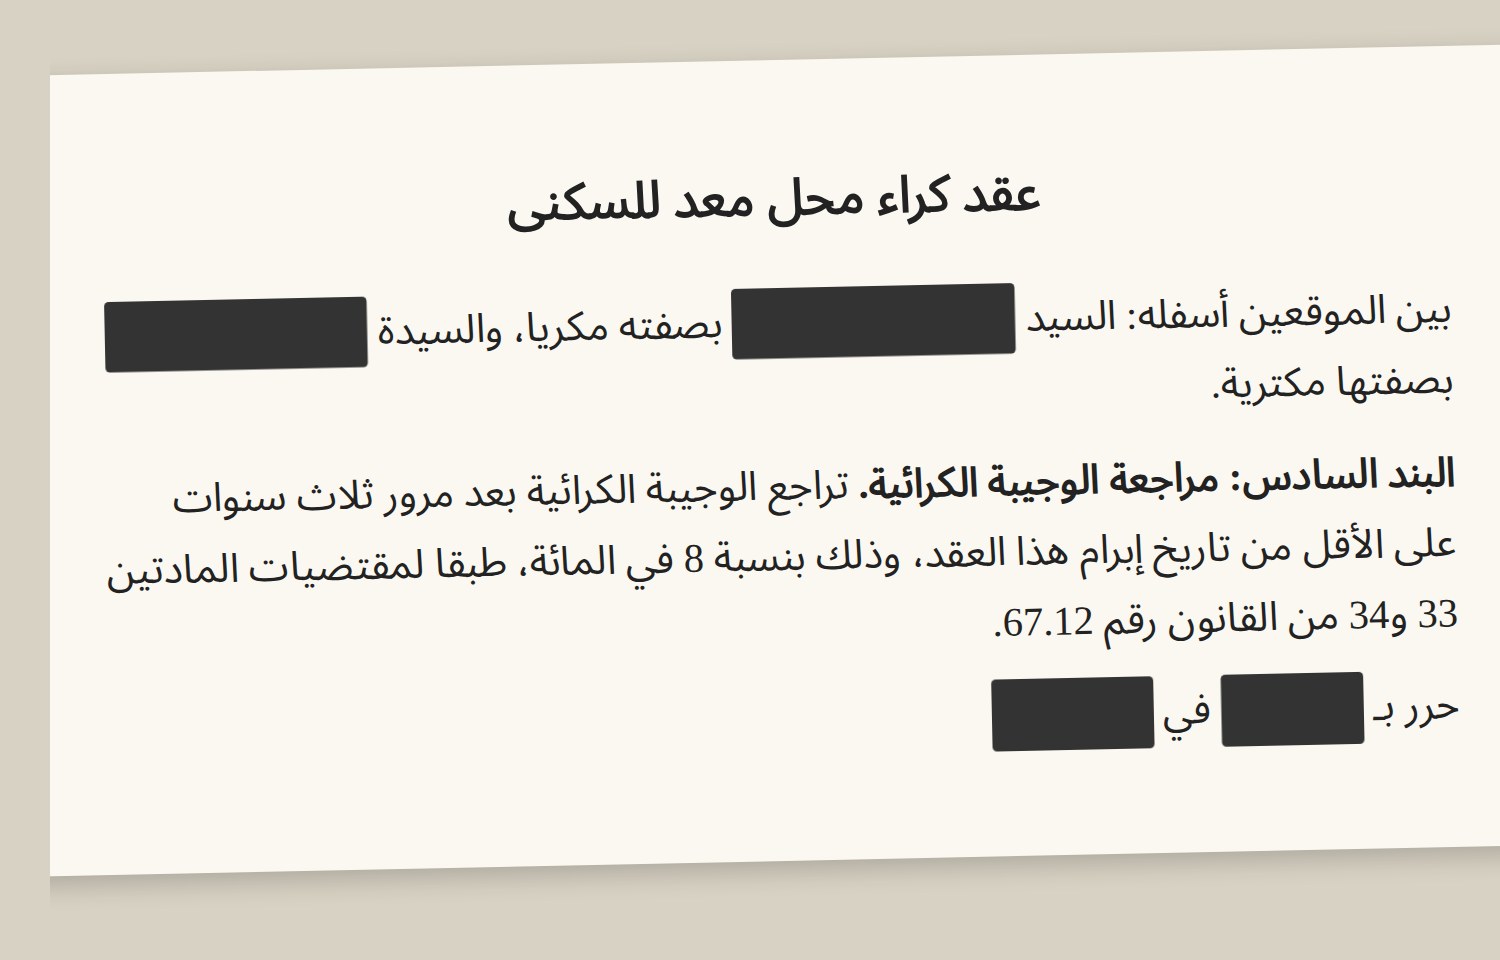 عقد كراء محل معد للسكنى
بين الموقعين أسفله: السيد بصفته مكريا، والسيدة
بصفتها مكترية.
البند السادس: مراجعة الوجيبة الكرائية. تراجع الوجيبة الكرائية بعد مرور ثلاث سنوات
على الأقل من تاريخ إبرام هذا العقد، وذلك بنسبة 8 في المائة، طبقا لمقتضيات المادتين
33 و34 من القانون رقم 67.12.
حرر بـ في